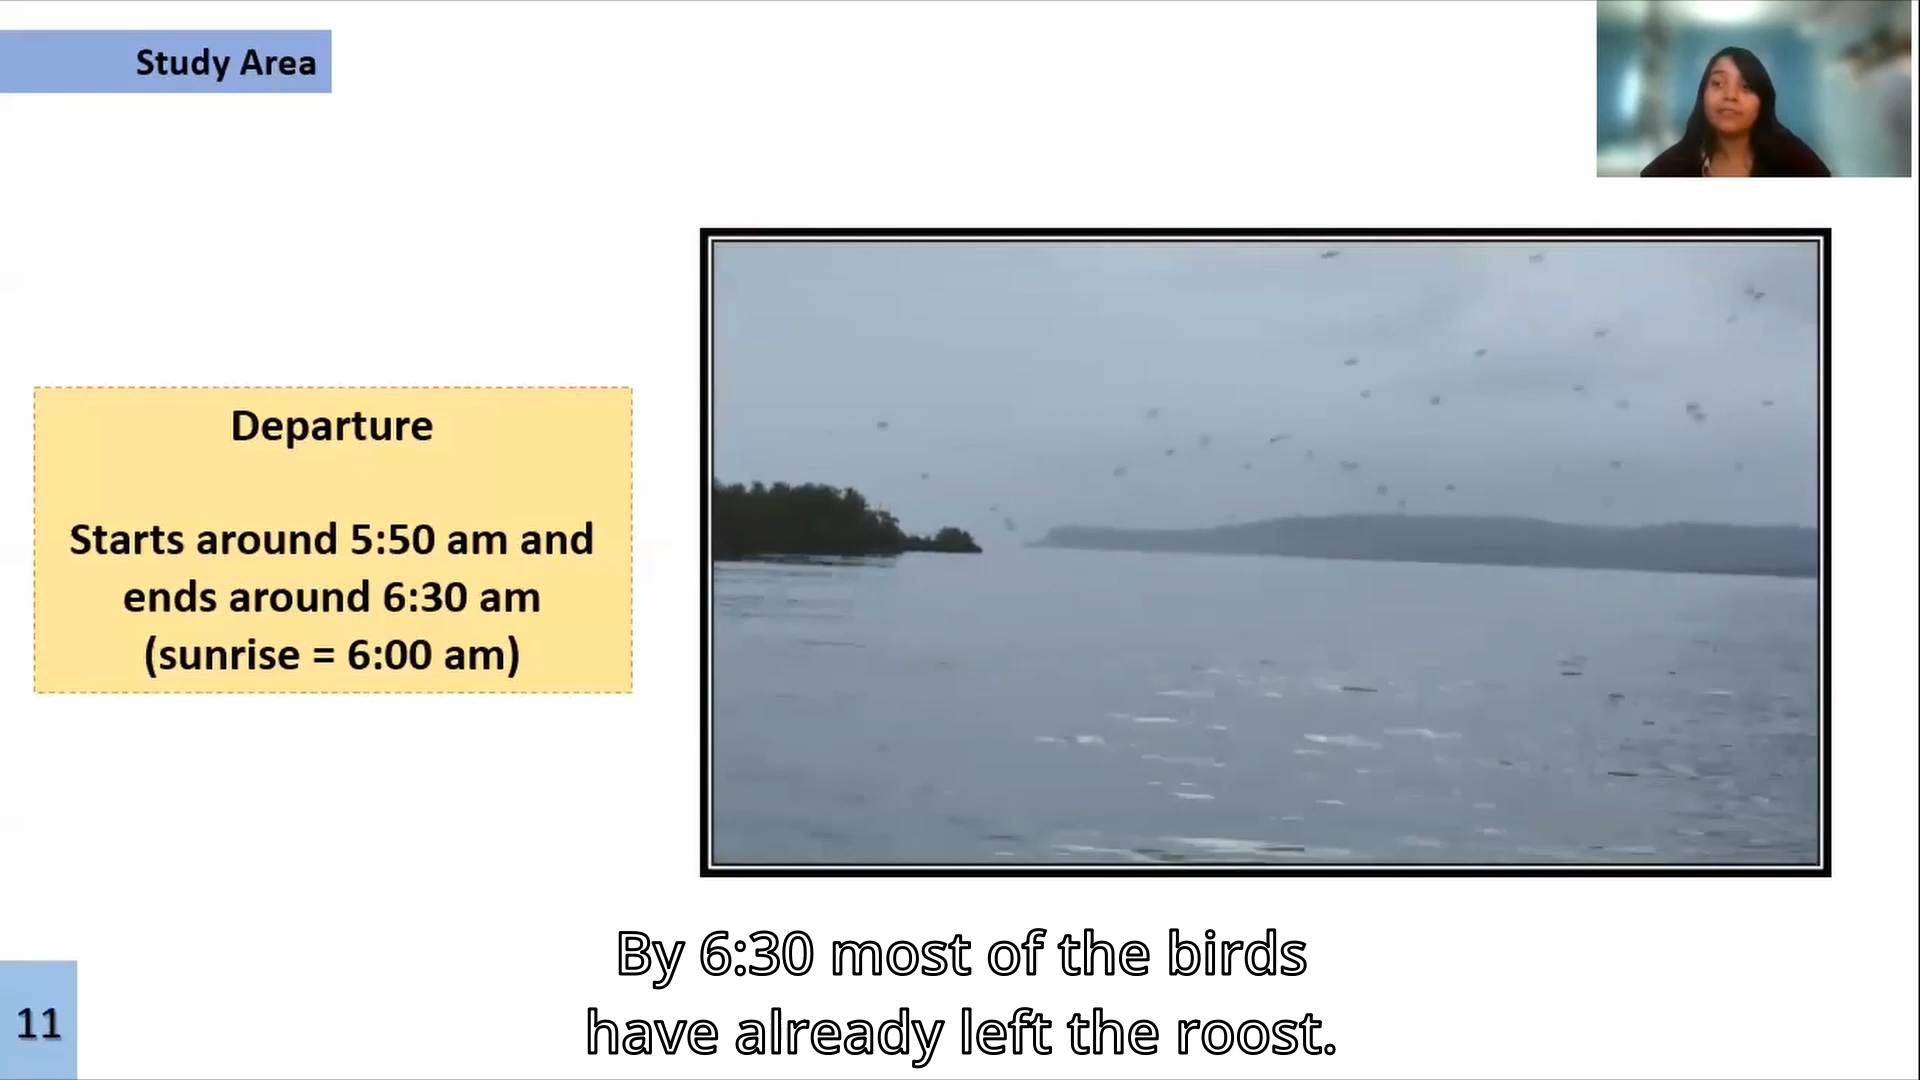 Study Area
Departure
Starts around 5:50 am and
ends around 6:30 am
(sunrise = 6:00 am)
By 6:30 most of the birds
have already left the roost.
11